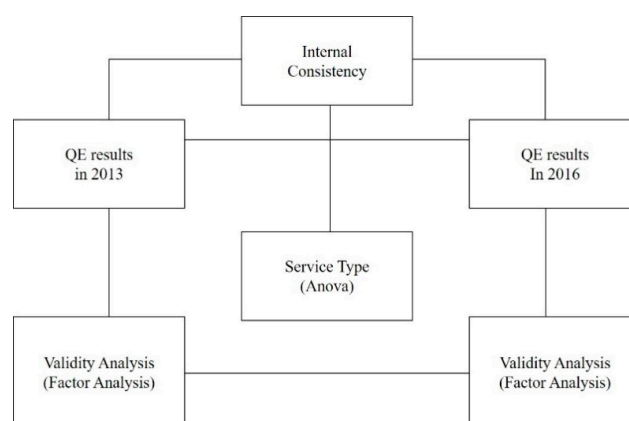 Internal
Consistency
QE results
in 2013
QE results
In 2016
Service Type
(Anova)
Validity Analysis
(Factor Analysis)
Validity Analysis
(Factor Analysis)